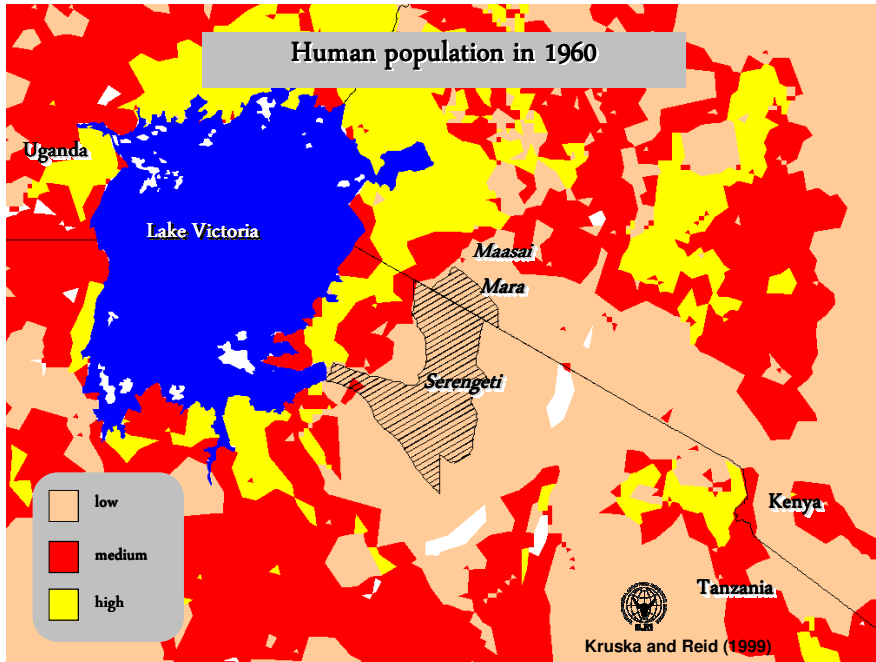 Human population in 1960
Uganda
Lake Victoria
Maasai
Mara
Serengeti
low
medium
high
Kenya
Tanzania
ILRI
Kruska and Reid (1999)